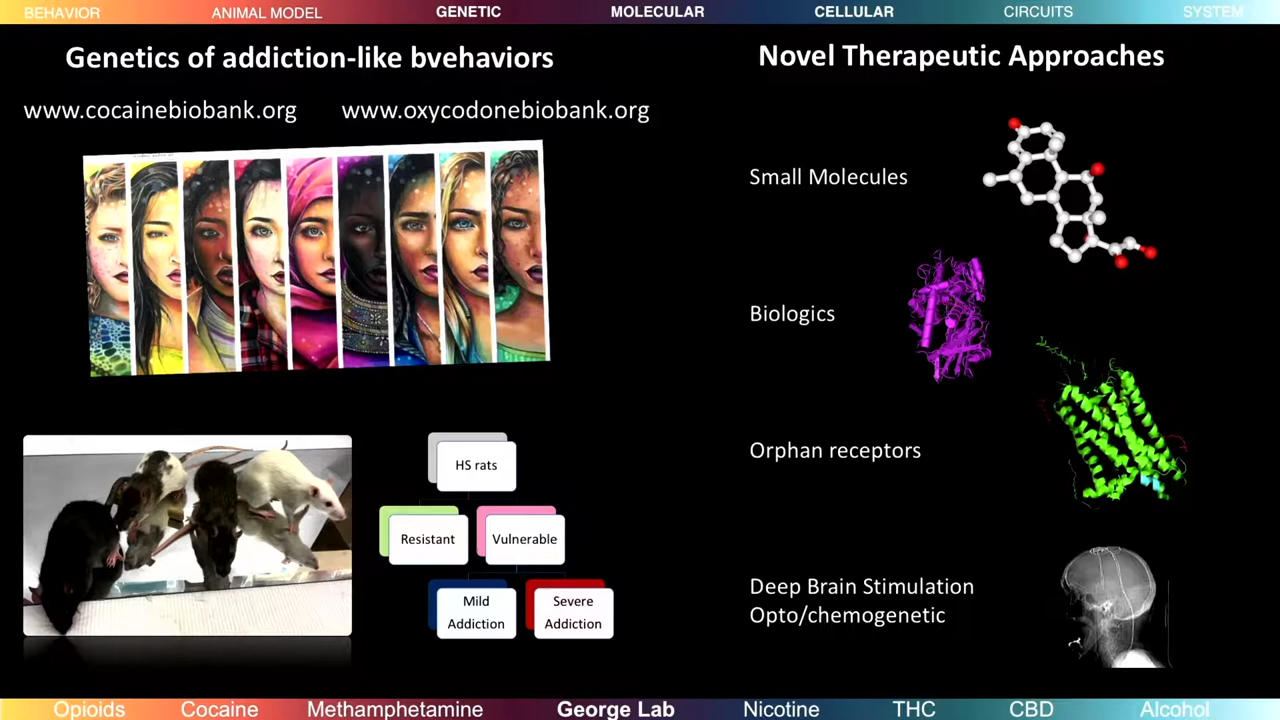 BEHAVIOR ANIMAL MODEL GENETIC MOLECULAR CELLULAR CIRCUITS SYSTEM
Genetics of addiction-like bvehaviors
www.cocainebiobank.org www.oxycodonebiobank.org
HS rats
Resistant Vulnerable
Mild
Addiction
Severe
Addiction
Novel Therapeutic Approaches
Small Molecules
Biologics
Orphan receptors
Deep Brain Stimulation
Opto/chemogenetic
Opioids Cocaine Methamphetamine George Lab Nicotine THC CBD Alcohol